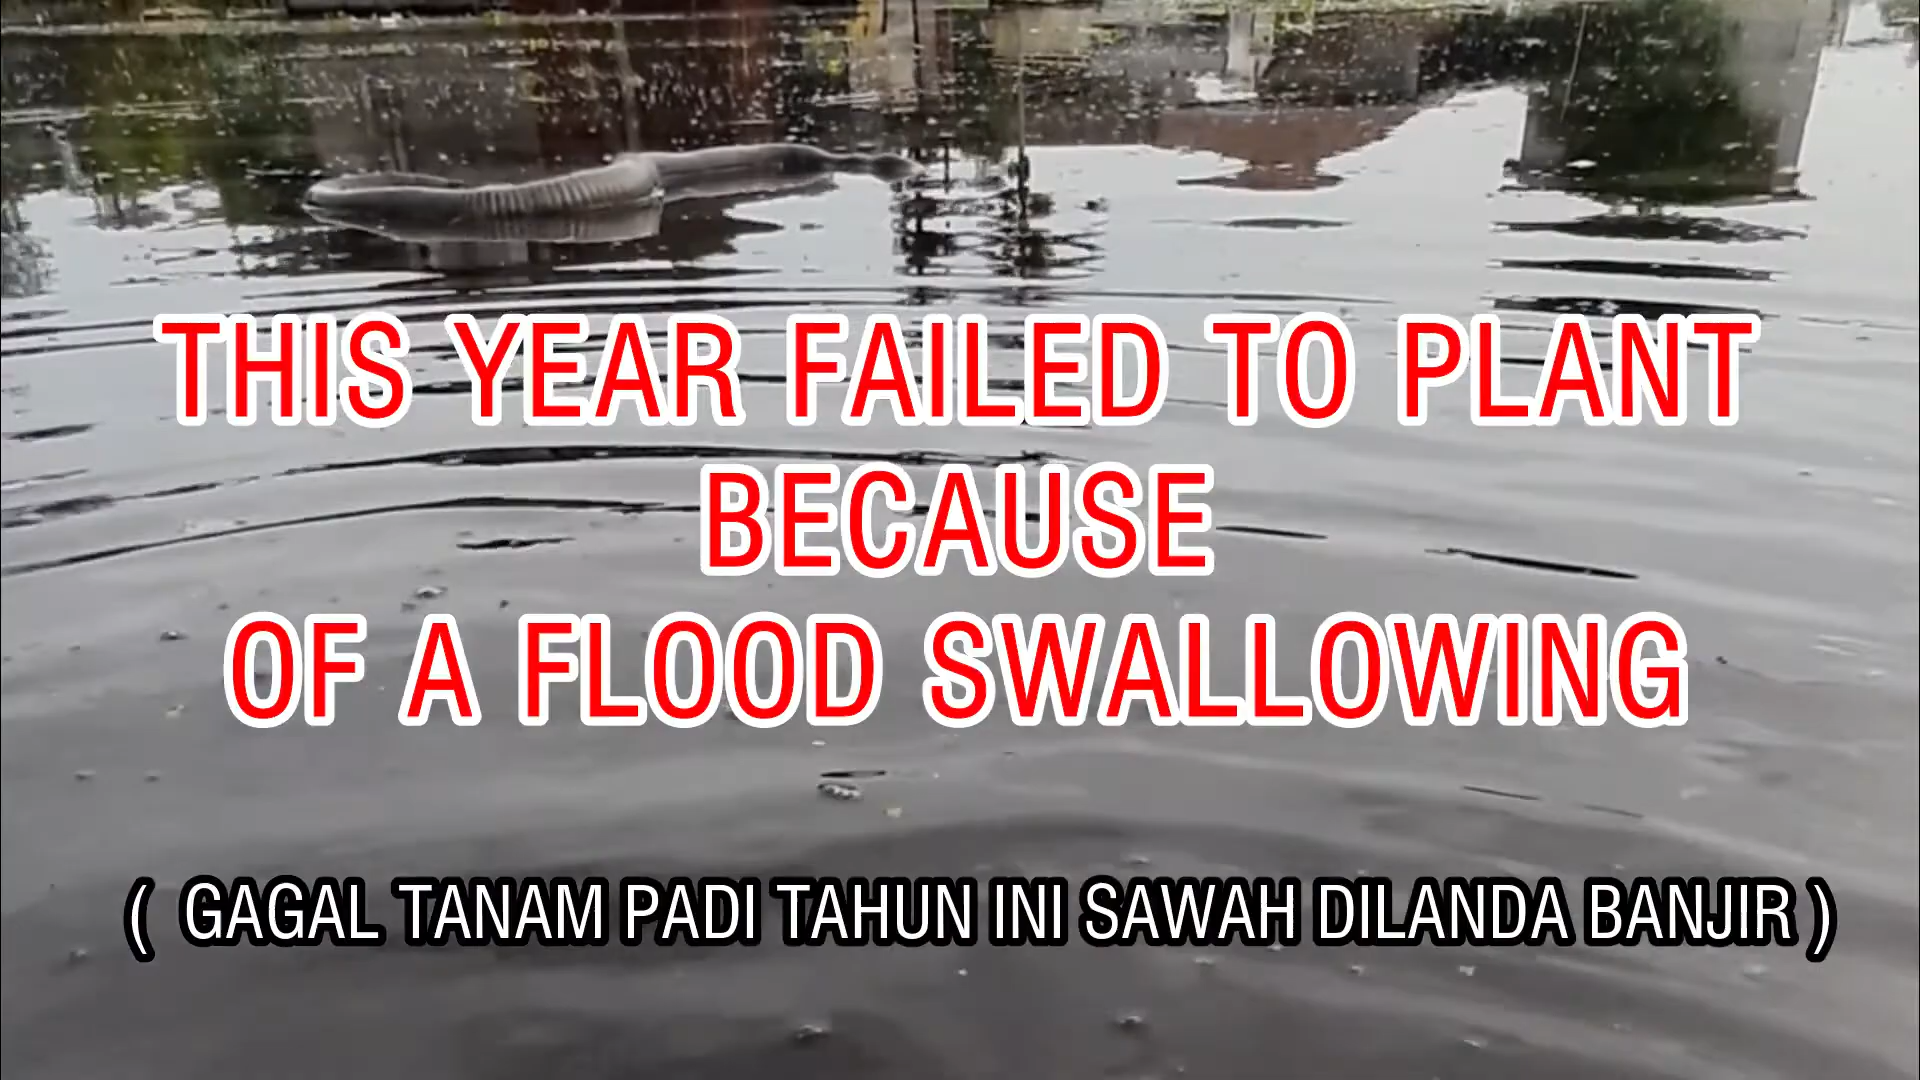 THIS YEAR FAILED TO PLANT
BECAUSE
OF A FLOOD SWALLOWING
( GAGAL TANAM PADI TAHUN INI SAWAH DILANDA BANJIR )